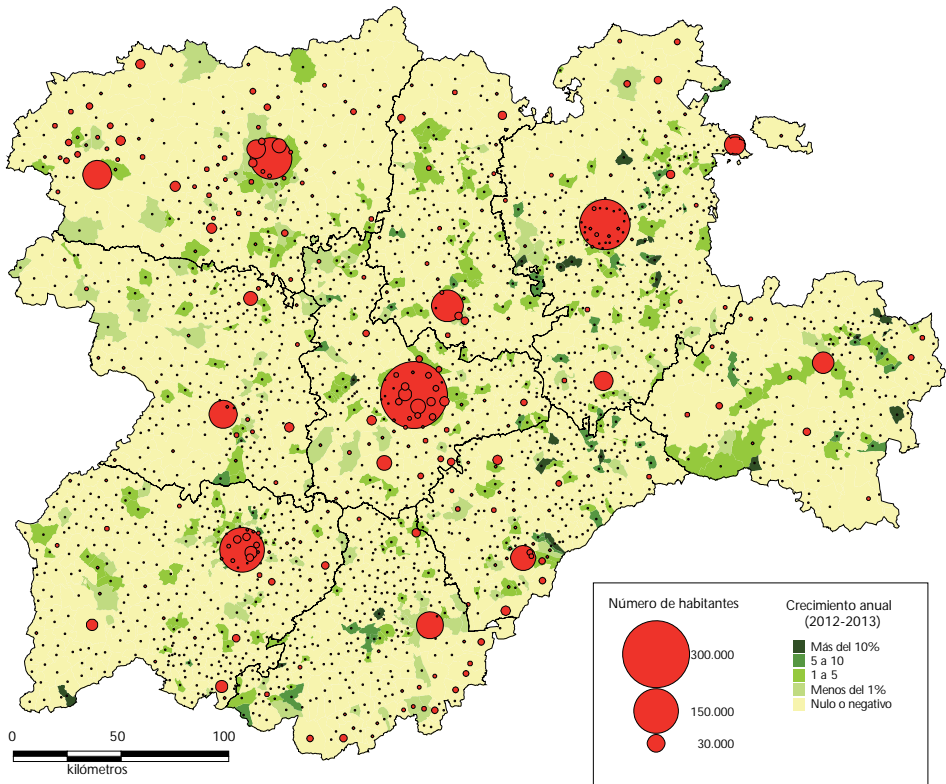 Número de habitantes
300.000
150.000
30.000
Crecimiento anual
(2012-2013)
Más del 10%
5 a 10
1 a 5
Menos del 1%
Nulo o negativo
0 50 100
kilómetros